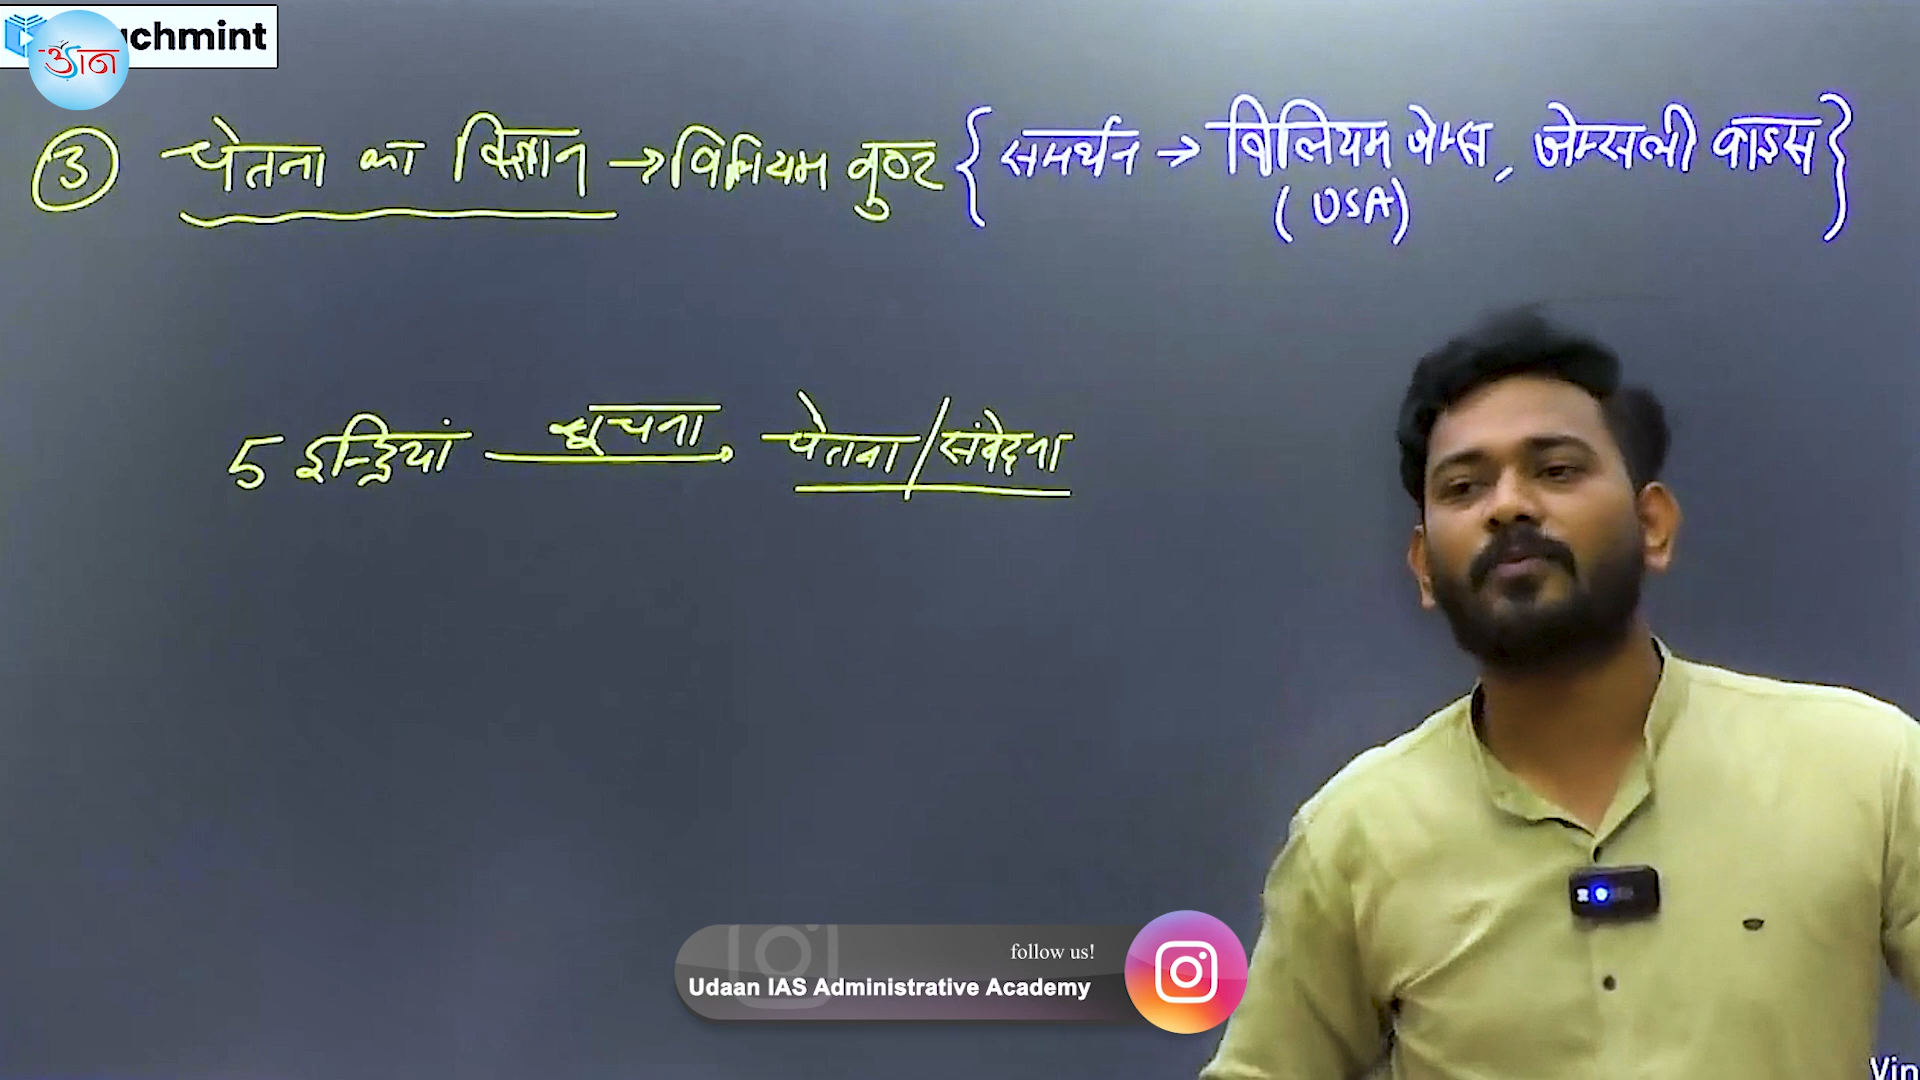 chmint
उड़ान
③ चेतना का विज्ञान → विलियम वुण्ट { समर्थन → विलियम जेम्स, जेम्सली वाइस }
(USA)
5 इन्द्रियां सूचना चेतना/संवेदना
follow us!
Udaan IAS Administrative Academy
Vin